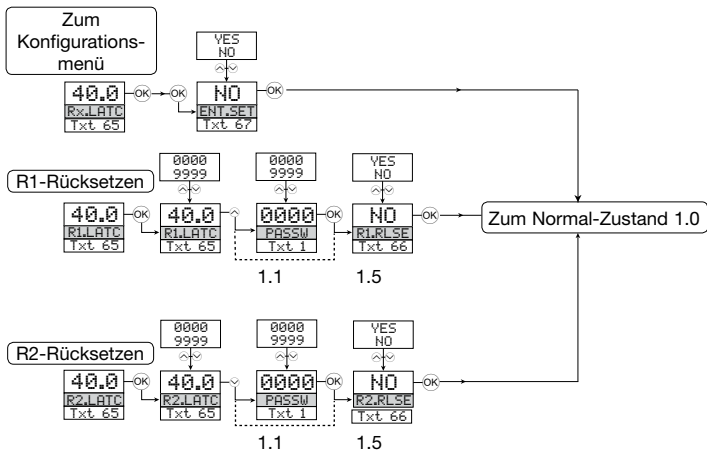 Zum
Konfigurations-
menü
YES
NO
40.0
Rx.LATC
Txt 65
OK
OK
NO
ENT.SET
Txt 67
OK
R1-Rücksetzen
0000
9999
0000
9999
YES
NO
40.0
R1.LATC
Txt 65
OK
40.0
R1.LATC
Txt 65
0000
PASSW
Txt 1
OK
NO
R1.RLSE
Txt 66
OK
Zum Normal-Zustand 1.0
1.1
1.5
R2-Rücksetzen
0000
9999
0000
9999
YES
NO
40.0
R2.LATC
Txt 65
OK
40.0
R2.LATC
Txt 65
0000
PASSW
Txt 1
OK
NO
R2.RLSE
Txt 66
OK
1.1
1.5